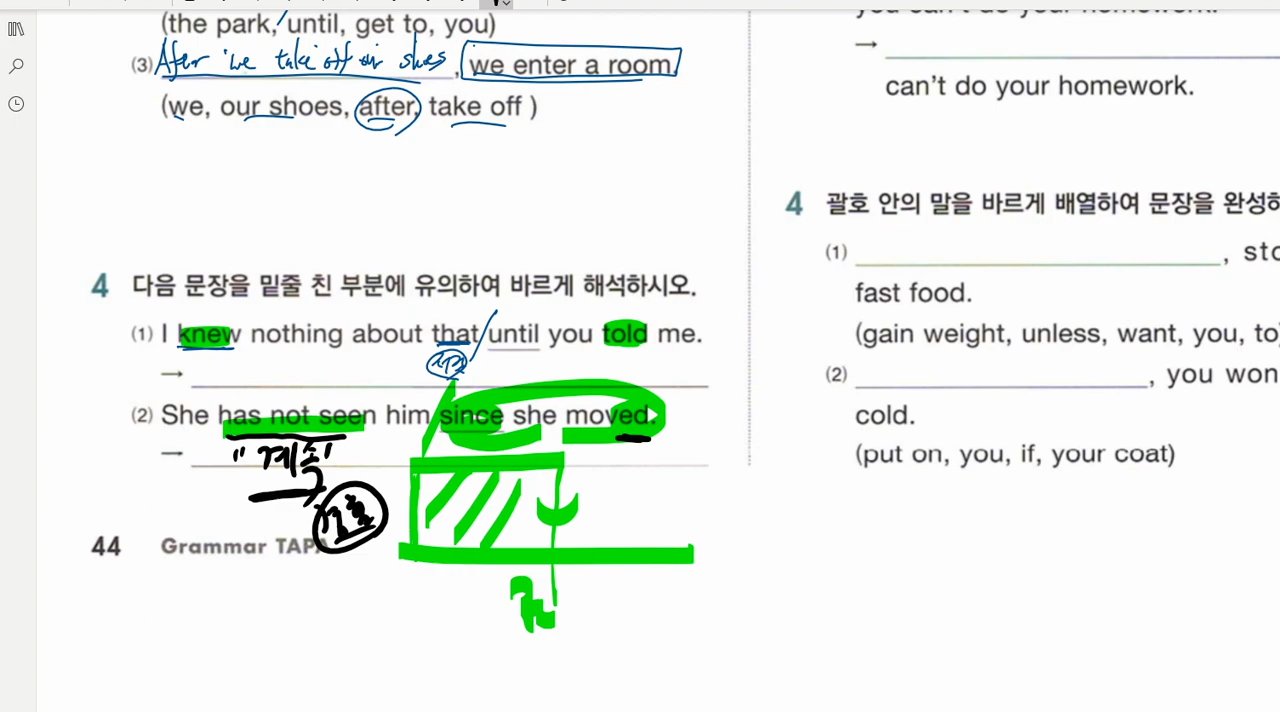 (the park, until, get to, you)
(3) After we take off our shoes, we enter a room.
(we, our shoes, after, take off )
4 다음 문장을 밑줄 친 부분에 유의하여 바르게 해석하시오.
(1) I knew nothing about that until you told me.
→
(2) She has not seen him since she moved.
"계속"
→
44 Grammar TAPA
→
can't do your homework.
4 괄호 안의 말을 바르게 배열하여 문장을 완성하
(1) , sto
fast food.
(gain weight, unless, want, you, to
(2) , you won
cold.
(put on, you, if, your coat)